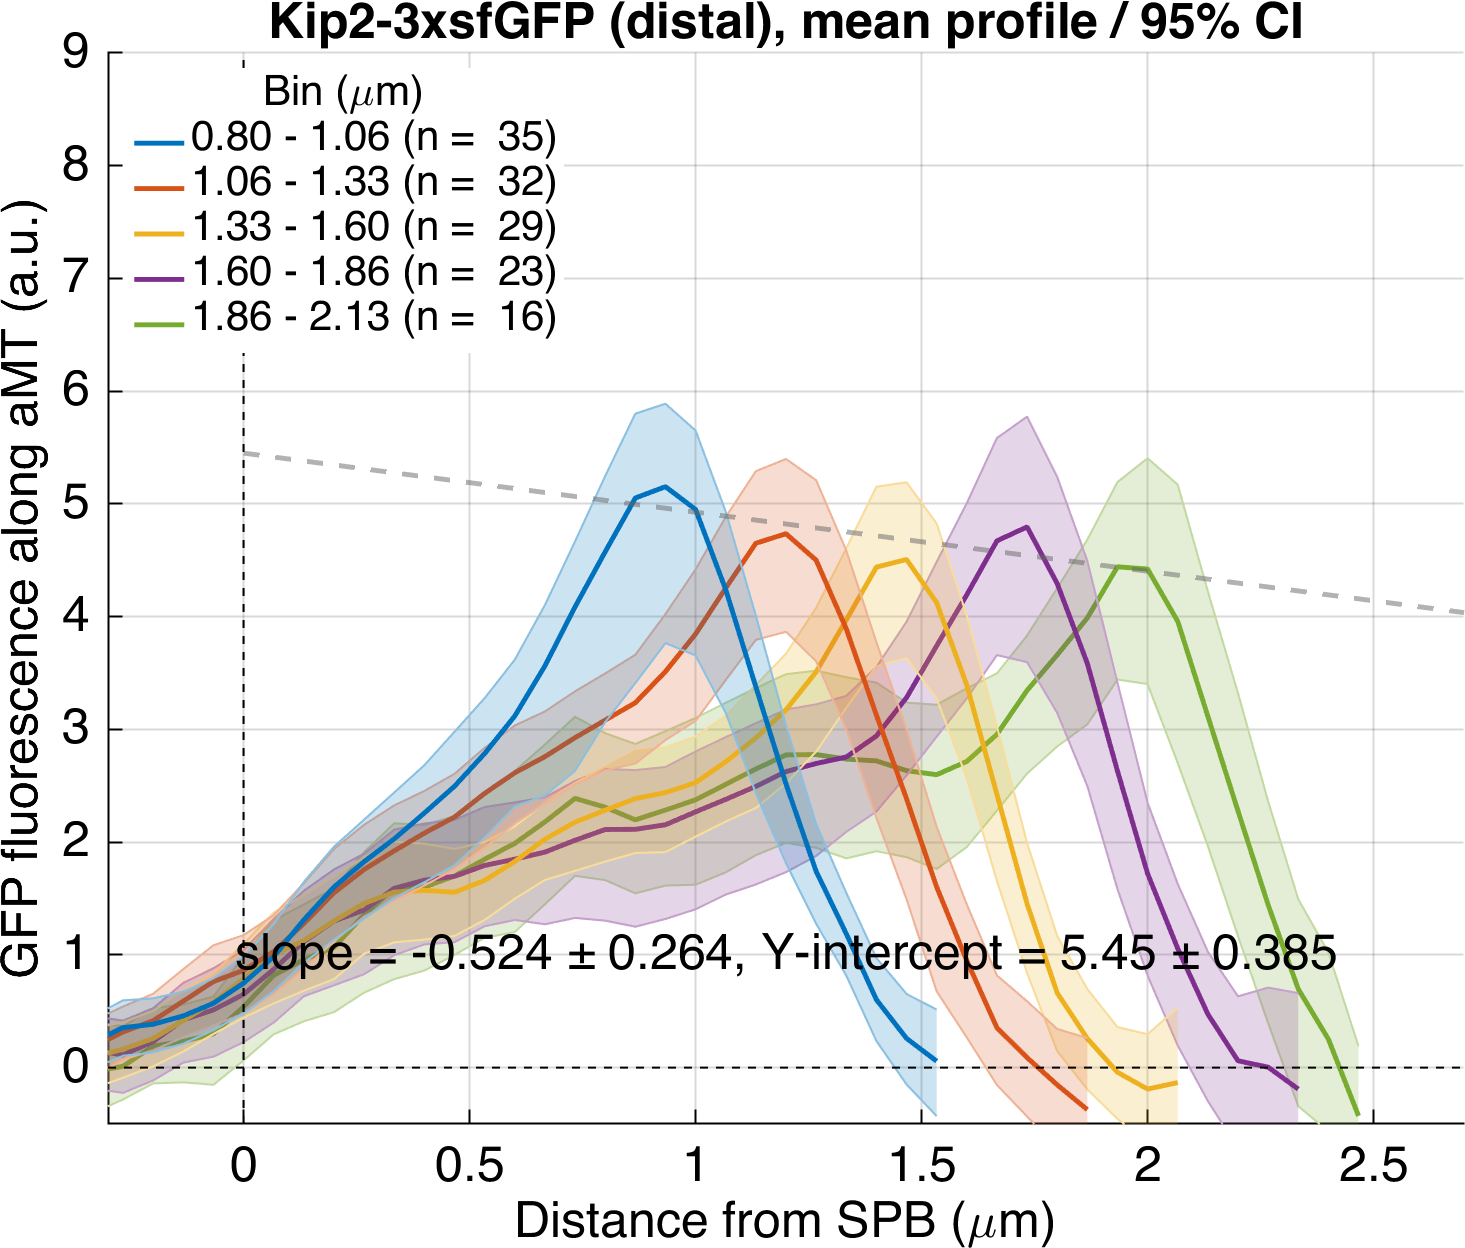 Kip2-3xsfGFP (distal), mean profile / 95% CI
GFP fluorescence along aMT (a.u.)
9
8
7
6
5
4
3
2
1
0
Bin (μm)
0.80 - 1.06 (n = 35)
1.06 - 1.33 (n = 32)
1.33 - 1.60 (n = 29)
1.60 - 1.86 (n = 23)
1.86 - 2.13 (n = 16)
slope = -0.524 ± 0.264, Y-intercept = 5.45 ± 0.385
0 0.5 1 1.5 2 2.5
Distance from SPB (μm)